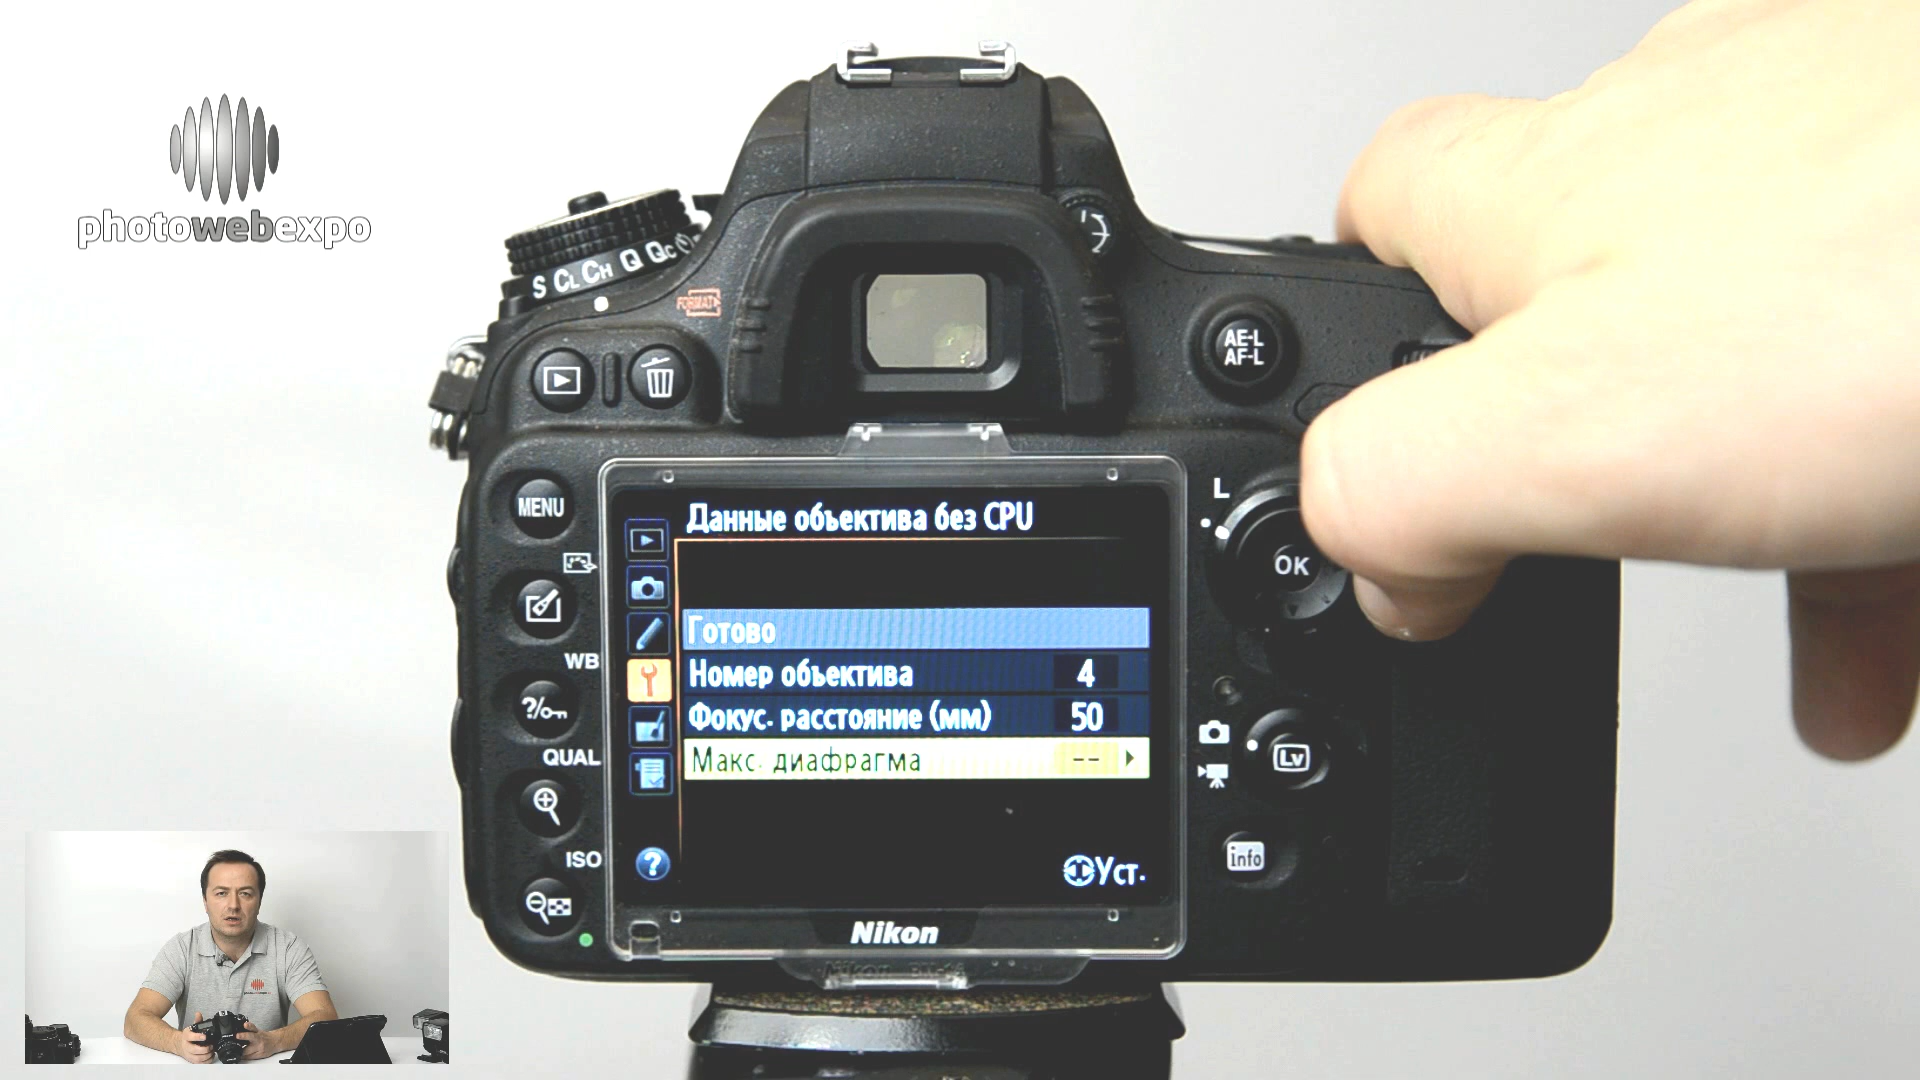 photowebexpo
S CL CH Q QC
FORMAT
AE-L
AF-L
L
MENU
OK
Данные объектива без CPU
Готово
Номер объектива 4
Фокус. расстояние (мм) 50
Макс. диафрагма -- 
Уст.
WB
?
QUAL
ISO
Lv
info
Nikon